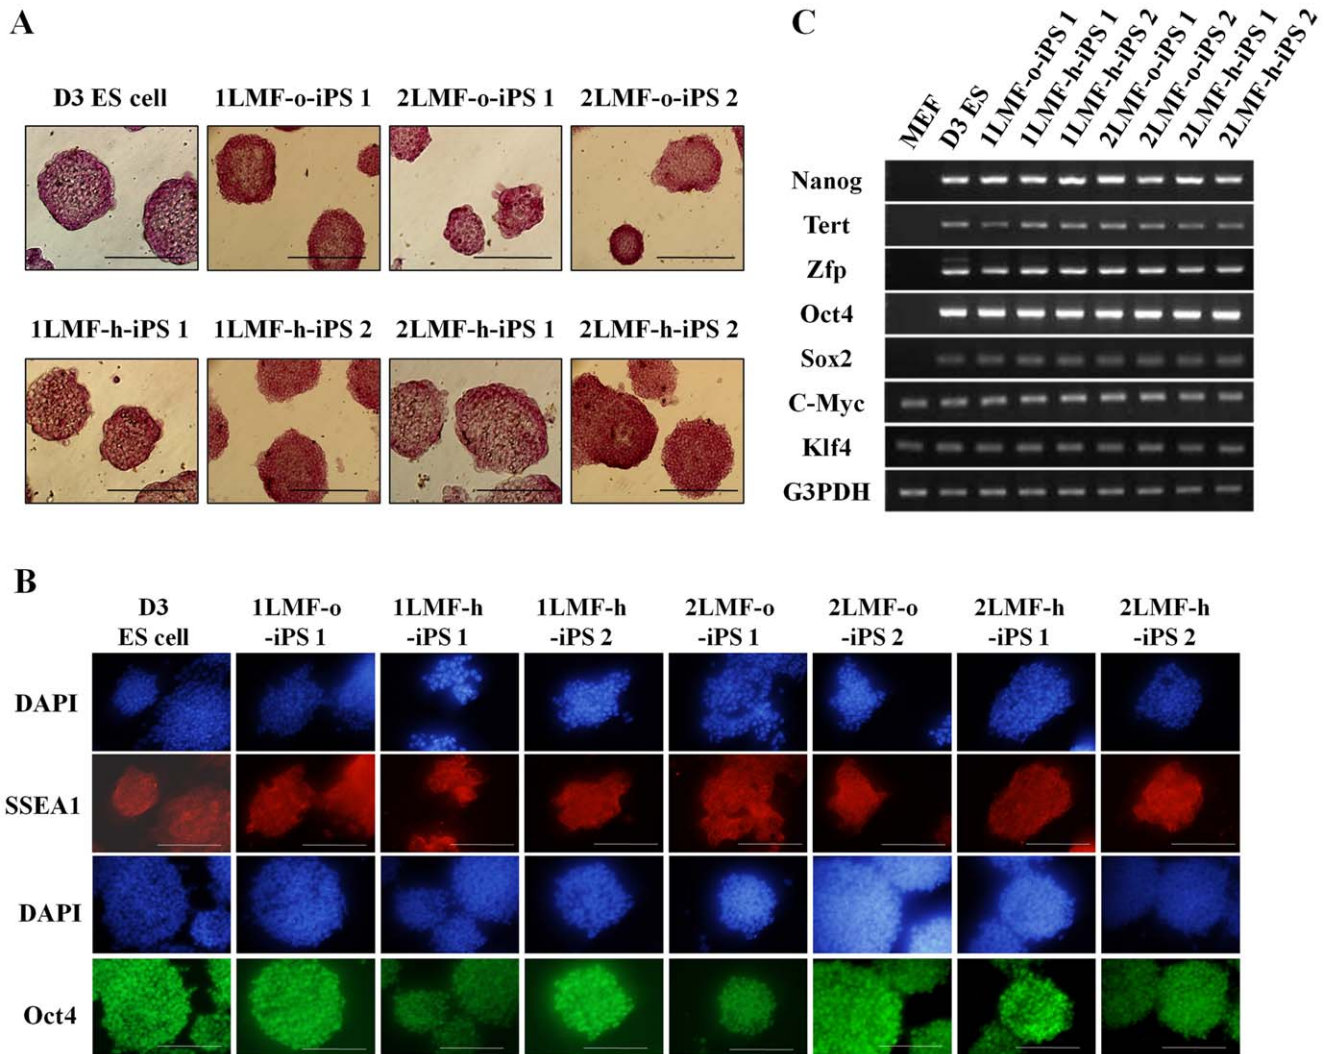 A
D3 ES cell 1LMF-o-iPS 1 2LMF-o-iPS 1 2LMF-o-iPS 2
1LMF-h-iPS 1 1LMF-h-iPS 2 2LMF-h-iPS 1 2LMF-h-iPS 2
C
MEF D3 ES 1LMF-o-iPS 1 1LMF-h-iPS 1 1LMF-h-iPS 2 2LMF-o-iPS 1 2LMF-o-iPS 2 2LMF-h-iPS 1 2LMF-h-iPS 2
Nanog
Tert
Zfp
Oct4
Sox2
C-Myc
Klf4
G3PDH
B
D3 1LMF-o 1LMF-h 1LMF-h 2LMF-o 2LMF-o 2LMF-h 2LMF-h
ES cell -iPS 1 -iPS 1 -iPS 2 -iPS 1 -iPS 2 -iPS 1 -iPS 2
DAPI
SSEA1
DAPI
Oct4